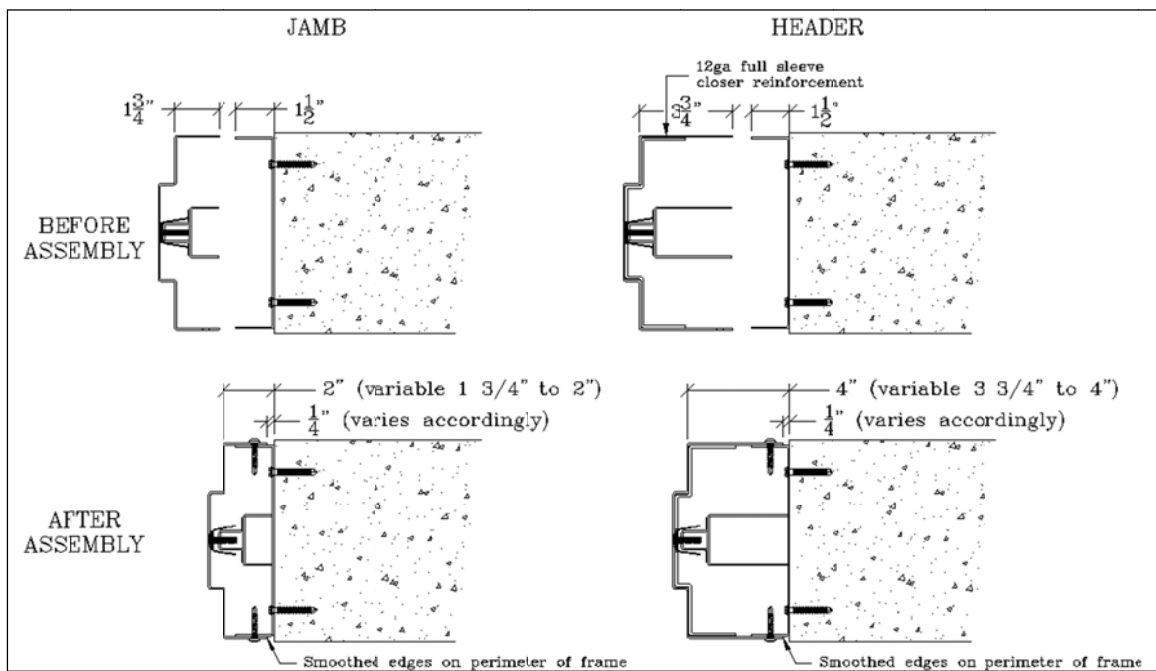 JAMB
HEADER
12ga full sleeve
closer reinforcement
1 3/4"
1 1/2"
3 3/4"
1 1/2"
BEFORE
ASSEMBLY
2" (variable 1 3/4" to 2")
1/4" (varies accordingly)
4" (variable 3 3/4" to 4")
1/4" (varies accordingly)
AFTER
ASSEMBLY
Smoothed edges on perimeter of frame
Smoothed edges on perimeter of frame